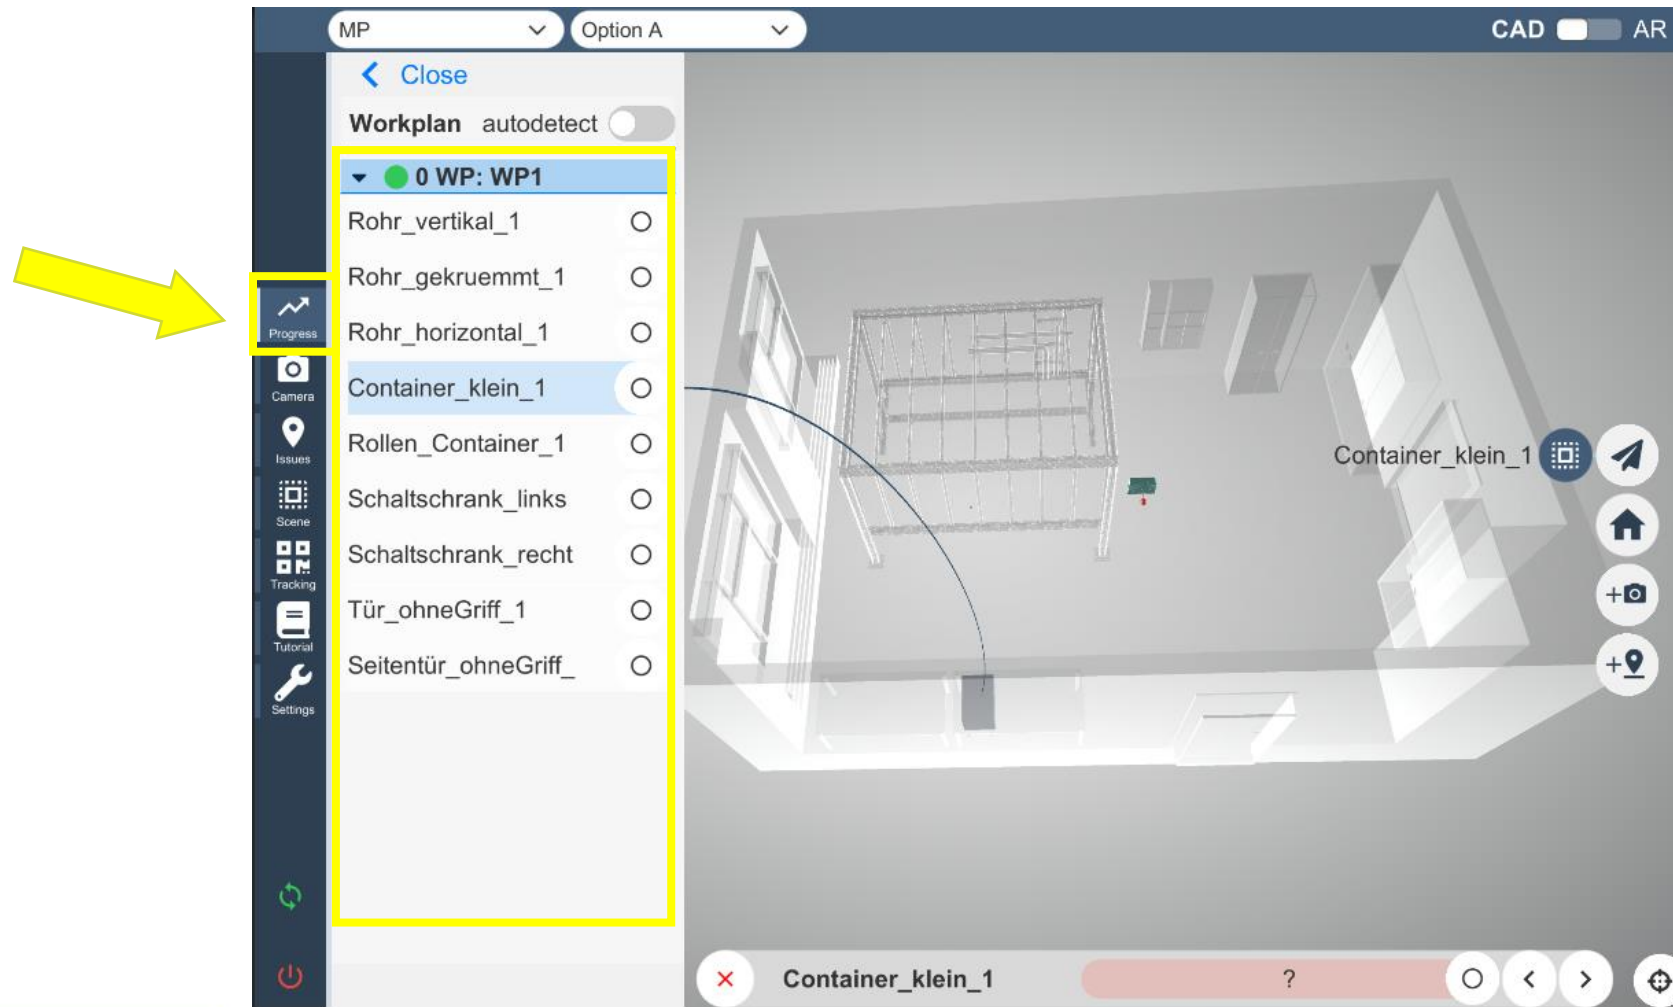 MP
Option A
CAD
AR
Close
Workplan autodetect
0 WP: WP1
Rohr_vertikal_1
Rohr_gekruemmt_1
Rohr_horizontal_1
Container_klein_1
Rollen_Container_1
Schaltschrank_links
Schaltschrank_recht
Tür_ohneGriff_1
Seitentür_ohneGriff_
Progress
Camera
Issues
Scene
Tracking
Tutorial
Settings
Container_klein_1
Container_klein_1
?